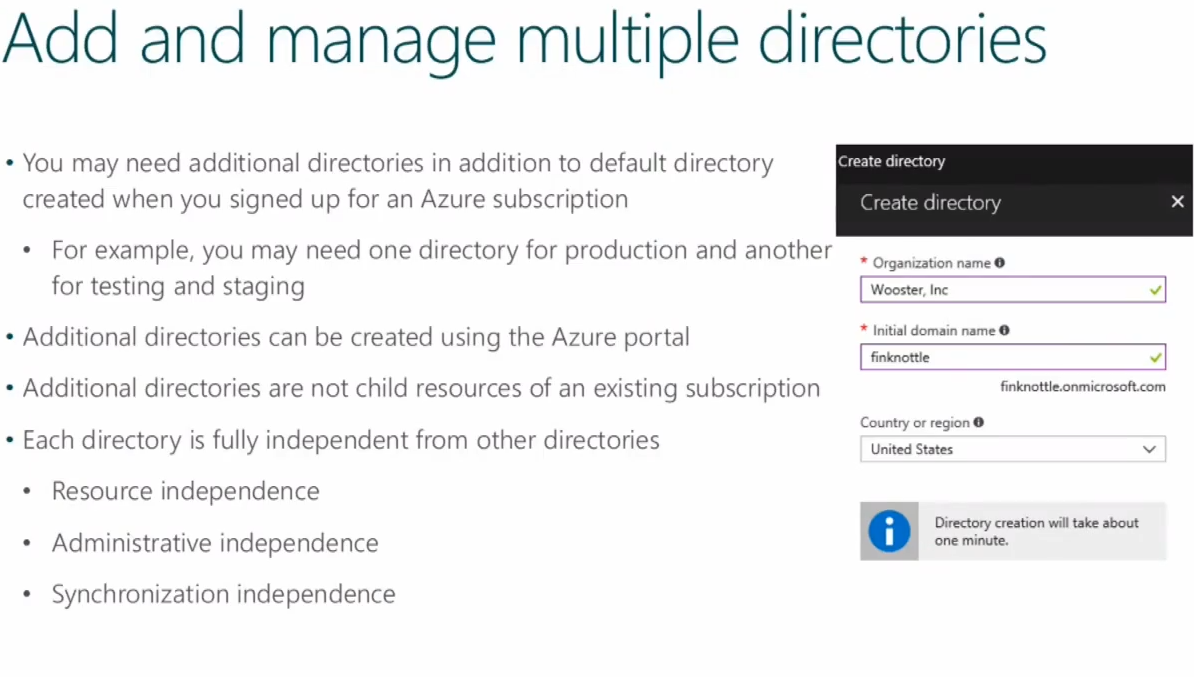 Add and manage multiple directories
• You may need additional directories in addition to default directory
created when you signed up for an Azure subscription
• For example, you may need one directory for production and another
for testing and staging
• Additional directories can be created using the Azure portal
• Additional directories are not child resources of an existing subscription
• Each directory is fully independent from other directories
• Resource independence
• Administrative independence
• Synchronization independence
Create directory
Create directory
* Organization name
Wooster, Inc
* Initial domain name
finknottle
finknottle.onmicrosoft.com
Country or region
United States
Directory creation will take about
one minute.